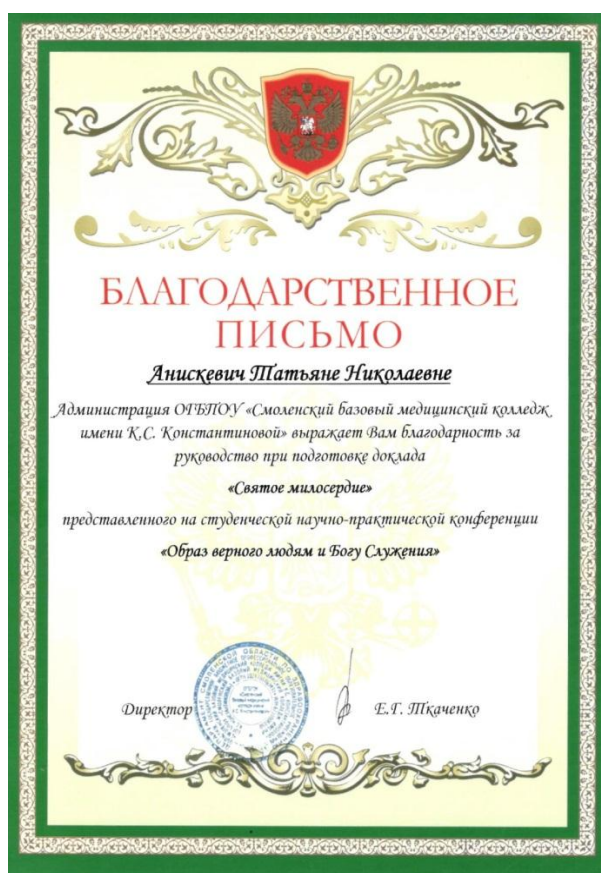 БЛАГОДАРСТВЕННОЕ
ПИСЬМО
Анискевич Татьяне Николаевне
Администрация ОГБПОУ «Смоленский базовый медицинский колледж
имени К.С. Константиновой» выражает Вам благодарность за
руководство при подготовке доклада
«Святое милосердие»
представленного на студенческой научно-практической конференции
«Образ верного людям и Богу Служения»
Директор
Е.Г. Ткаченко